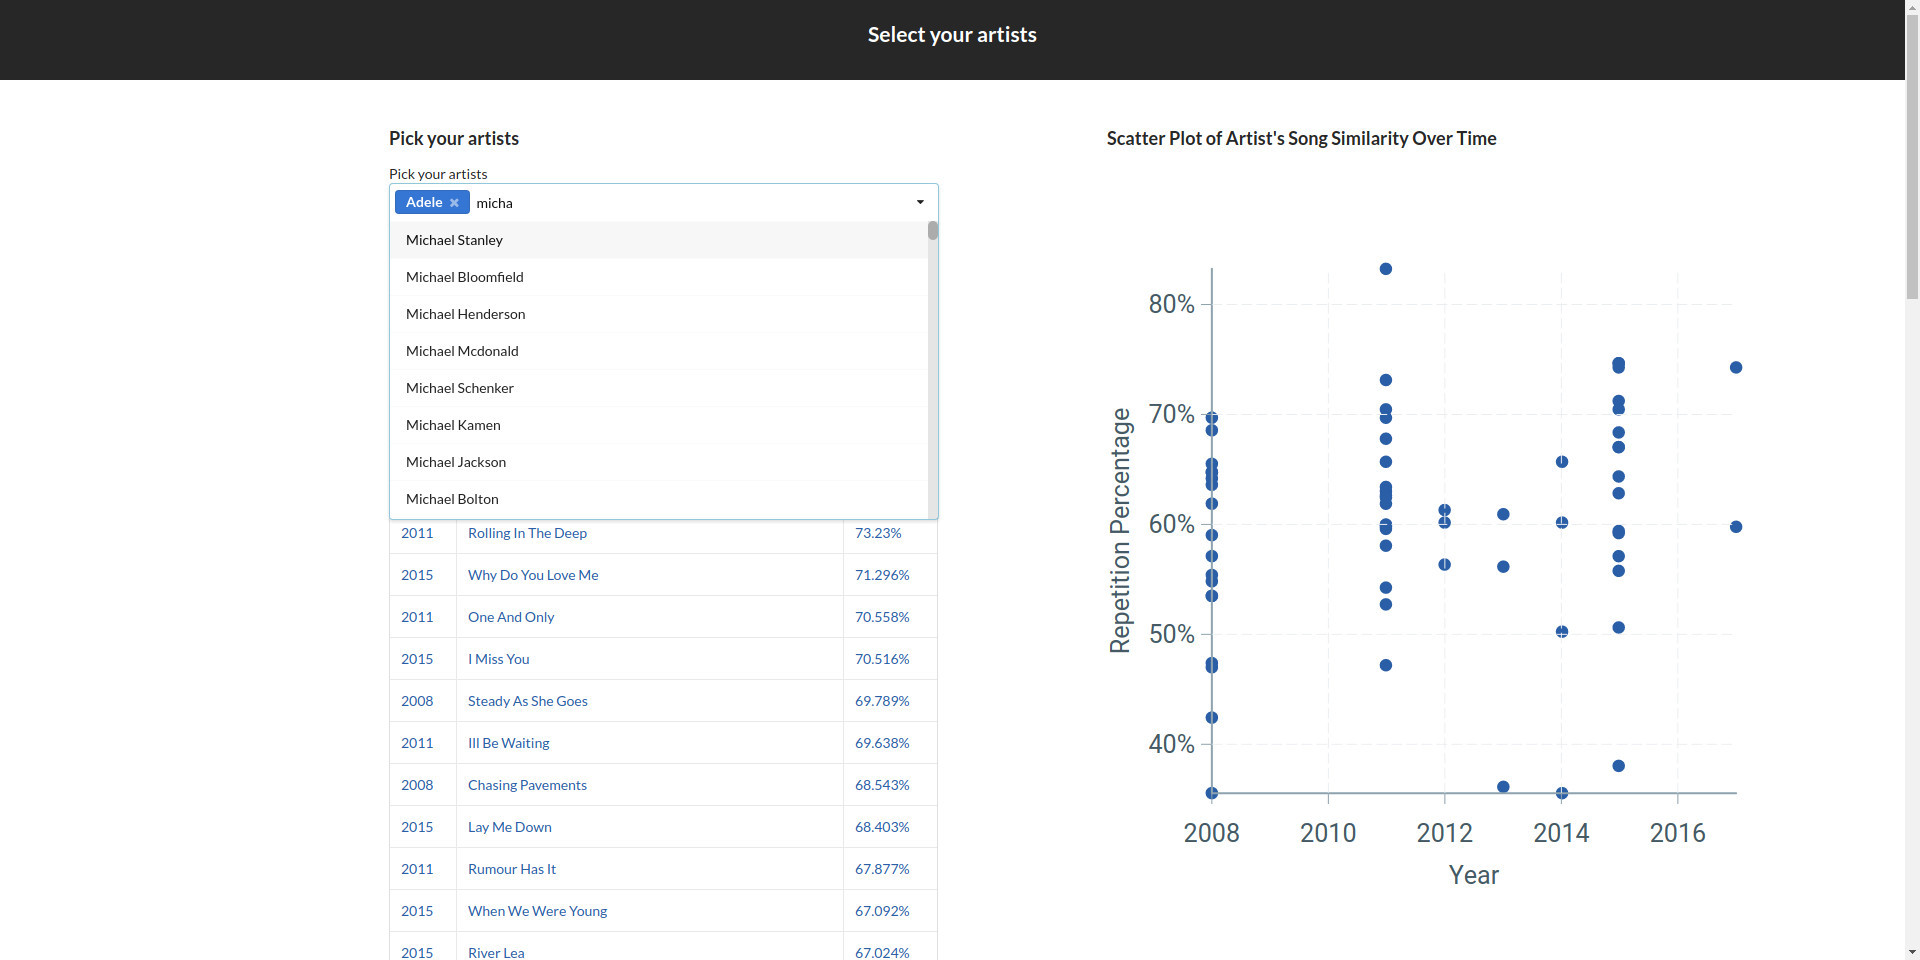 Select your artists
Pick your artists
Pick your artists
Adele × micha
Michael Stanley
Michael Bloomfield
Michael Henderson
Michael Mcdonald
Michael Schenker
Michael Kamen
Michael Jackson
Michael Bolton
2011 Rolling In The Deep 73.23%
2015 Why Do You Love Me 71.296%
2011 One And Only 70.558%
2015 I Miss You 70.516%
2008 Steady As She Goes 69.789%
2011 Ill Be Waiting 69.638%
2008 Chasing Pavements 68.543%
2015 Lay Me Down 68.403%
2011 Rumour Has It 67.877%
2015 When We Were Young 67.092%
2015 River Lea 67.024%
Scatter Plot of Artist's Song Similarity Over Time
Repetition Percentage
80%
70%
60%
50%
40%
2008 2010 2012 2014 2016
Year